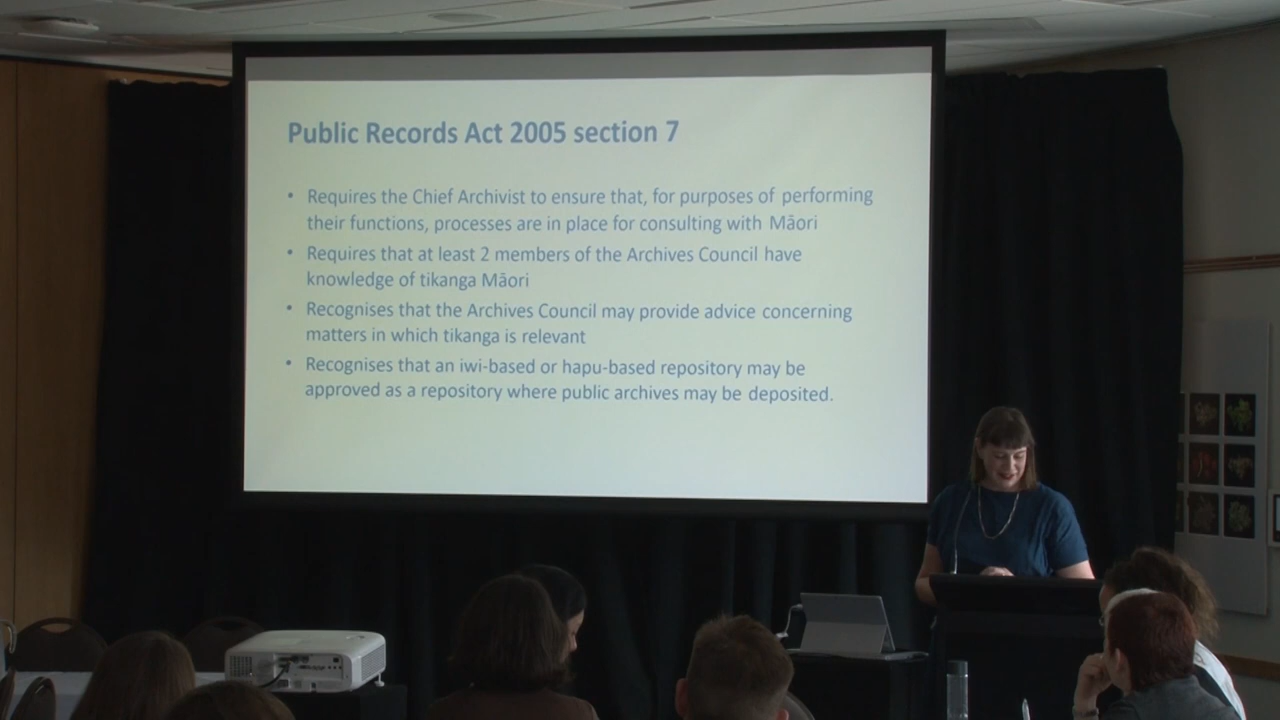 Public Records Act 2005 section 7
• Requires the Chief Archivist to ensure that, for purposes of performing
their functions, processes are in place for consulting with Māori
• Requires that at least 2 members of the Archives Council have
knowledge of tikanga Māori
• Recognises that the Archives Council may provide advice concerning
matters in which tikanga is relevant
• Recognises that an iwi-based or hapu-based repository may be
approved as a repository where public archives may be deposited.